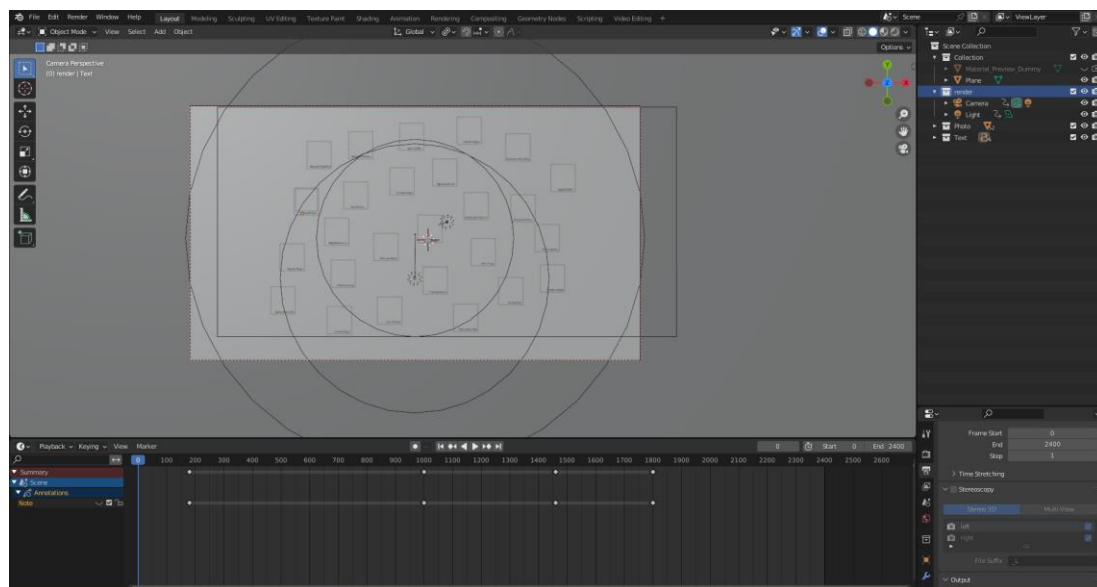 File Edit Render Window Help Layout Modeling Sculpting UV Editing Texture Paint Shading Animation Rendering Compositing Geometry Nodes Scripting Video Editing + Scene ViewLayer
Object Mode View Select Add Object Global
Options
Camera Perspective
(0) render | Text
Scene Collection
Collection
Material_Preview_Dummy
Plane
render
Camera
Light
Photo
Text
Playback Keying View Marker 0 Start 0 End 2400
0 100 200 300 400 500 600 700 800 900 1000 1100 1200 1300 1400 1500 1600 1700 1800 1900 2000 2100 2200 2300 2400 2500 2600
Summary
Scene
Annotations
Note
Frame Start 0
End 2400
Step 1
Time Stretching
Stereoscopy
Stereo 3D Multi-View
left
right
File Suffix _L
Output